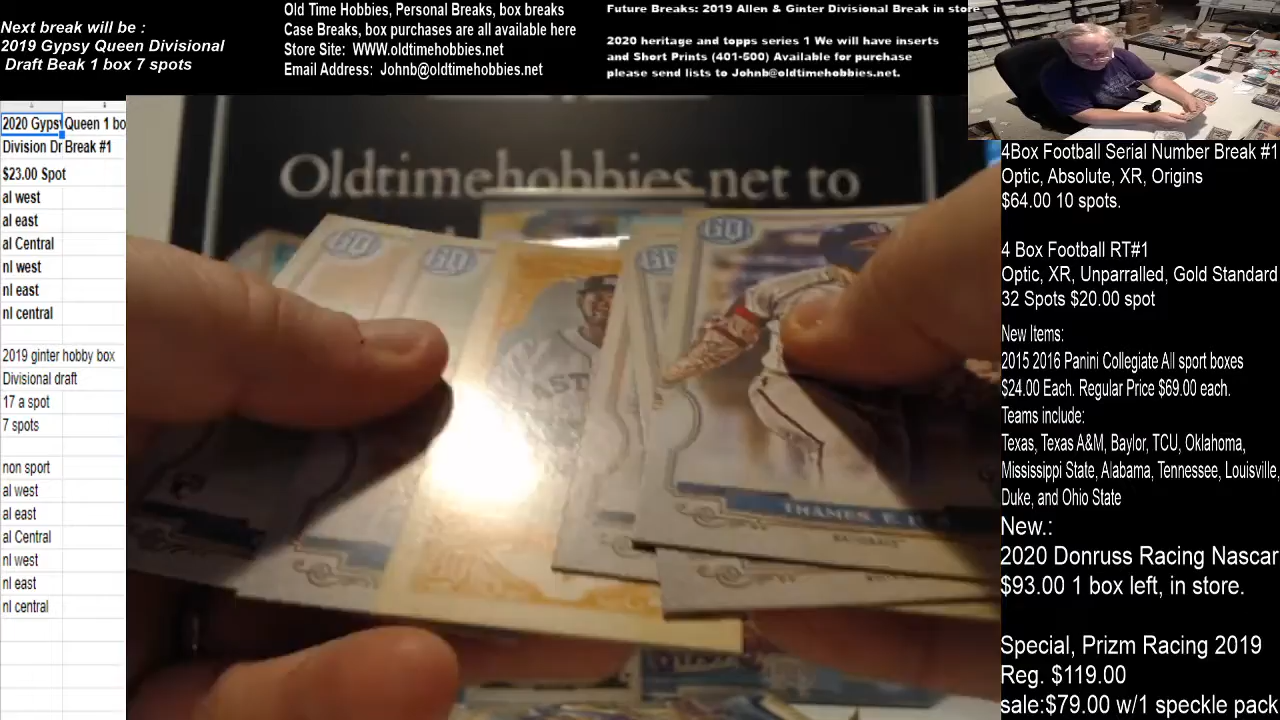 Next break will be :
2019 Gypsy Queen Divisional
Draft Beak 1 box 7 spots
Old Time Hobbies, Personal Breaks, box breaks
Case Breaks, box purchases are all available here
Store Site: WWW.oldtimehobbies.net
Email Address: Johnb@oldtimehobbies.net
Future Breaks: 2019 Allen & Ginter Divisional Break in store
2020 heritage and topps series 1 We will have inserts
and Short Prints (401-500) Available for purchase
please send lists to Johnb@oldtimehobbies.net.
2020 Gypsy Queen 1 bo
Division Dr Break #1
$23.00 Spot
al west
al east
al Central
nl west
nl east
nl central
2019 ginter hobby box
Divisional draft
17 a spot
7 spots
non sport
al west
al east
al Central
nl west
nl east
nl central
Oldtimehobbies.net to
GQ
GQ
GQ
GQ
4Box Football Serial Number Break #1
Optic, Absolute, XR, Origins
$64.00 10 spots.
4 Box Football RT#1
Optic, XR, Unparralled, Gold Standard
32 Spots $20.00 spot
New Items:
2015 2016 Panini Collegiate All sport boxes
$24.00 Each. Regular Price $69.00 each.
Teams include:
Texas, Texas A&M, Baylor, TCU, Oklahoma,
Mississippi State, Alabama, Tennessee, Louisville,
Duke, and Ohio State
New.:
2020 Donruss Racing Nascar
$93.00 1 box left, in store.
Special, Prizm Racing 2019
Reg. $119.00
sale:$79.00 w/1 speckle pack